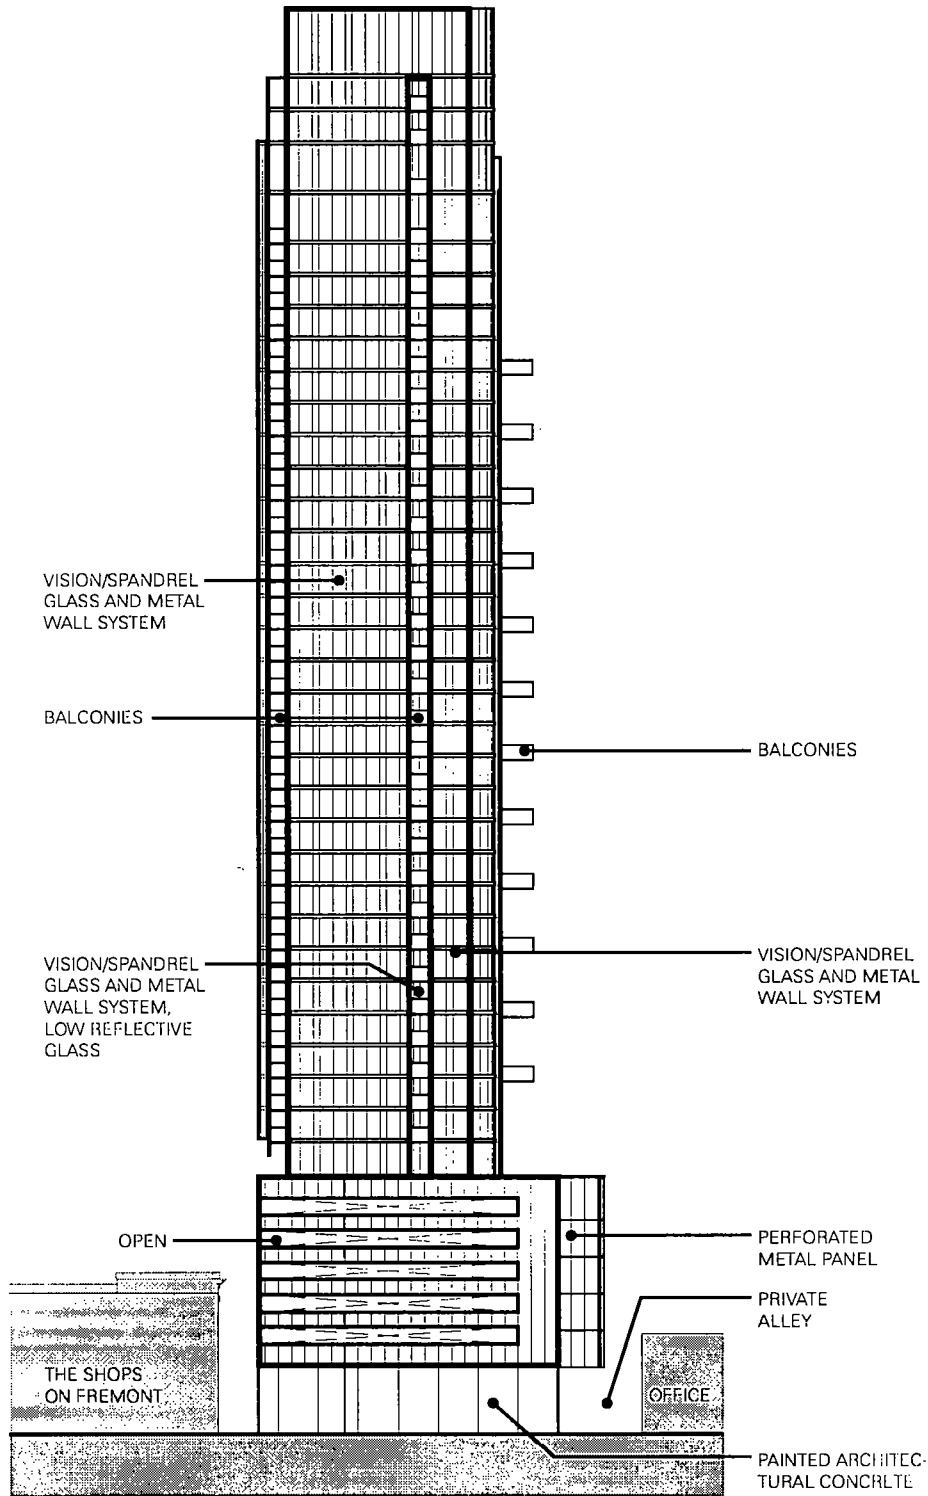 VISION/SPANDREL
GLASS AND METAL
WALL SYSTEM
BALCONIES
BALCONIES
VISION/SPANDREL
GLASS AND METAL
WALL SYSTEM,
LOW REFLECTIVE
GLASS
VISION/SPANDREL
GLASS AND METAL
WALL SYSTEM
OPEN
PERFORATED
METAL PANEL
PRIVATE
ALLEY
THE SHOPS
ON FREMONT
OFFICE
PAINTED ARCHITEC-
TURAL CONCRETE